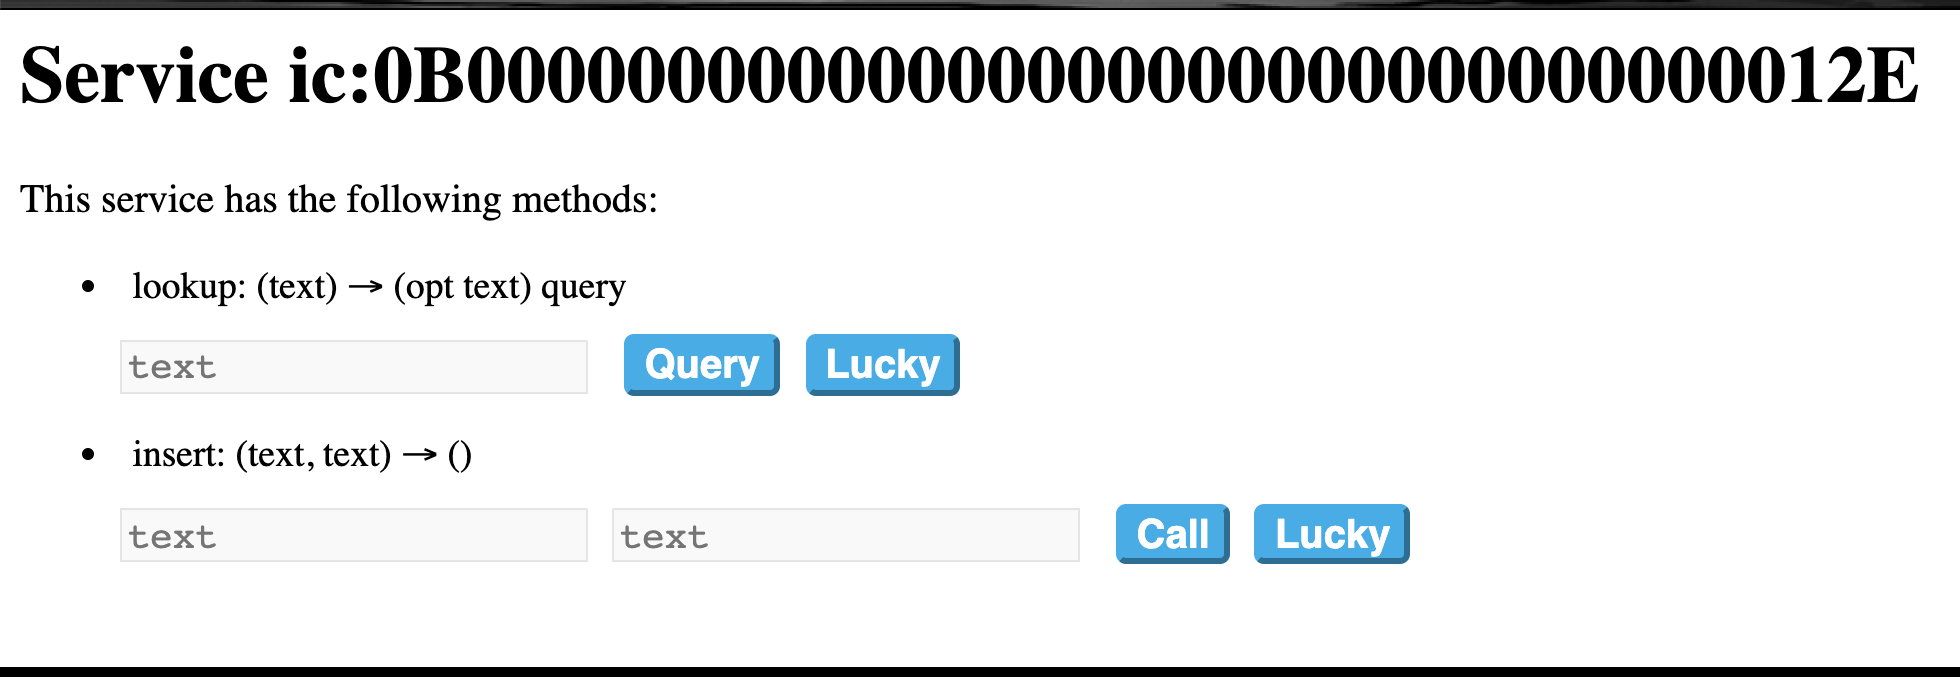 Service ic:0B00000000000000000000000000000000012E
This service has the following methods:
• lookup: (text) → (opt text) query
text Query Lucky
• insert: (text, text) → ()
text text Call Lucky